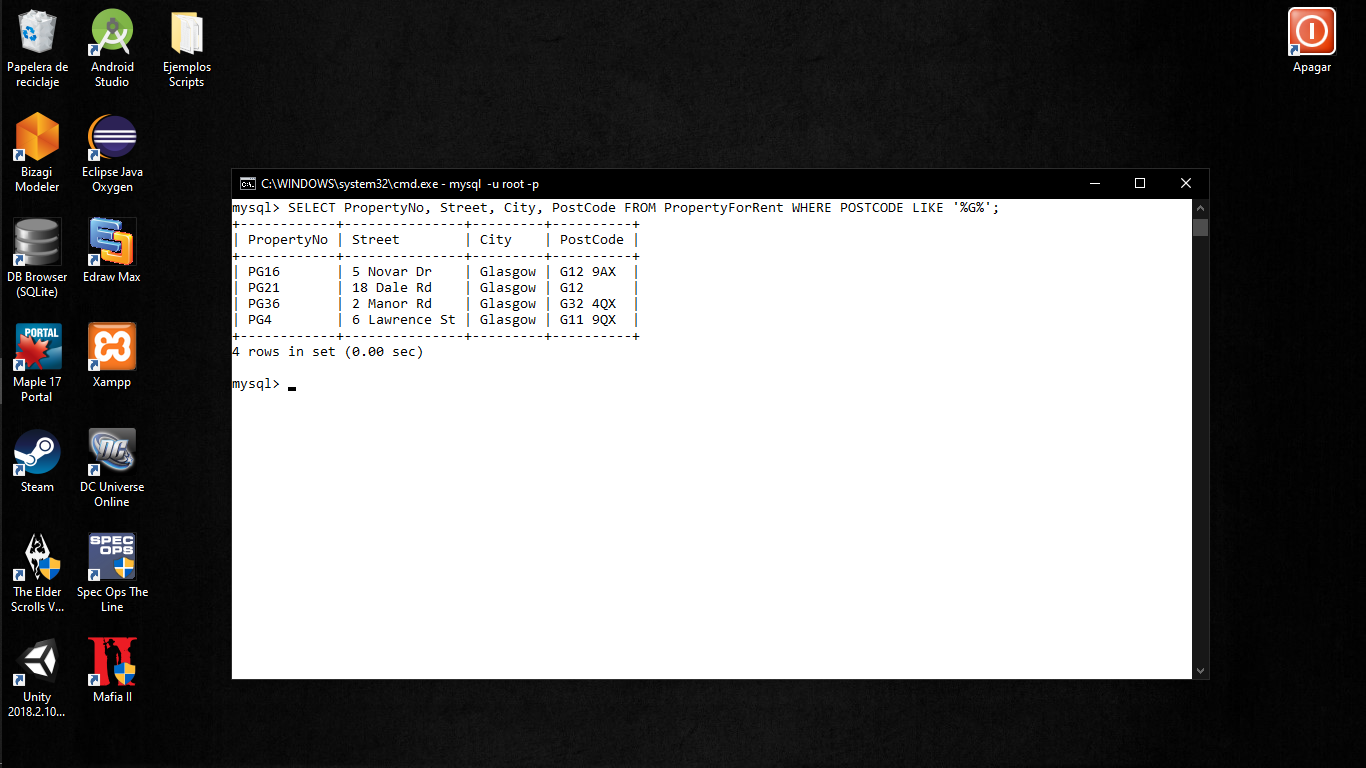 Papelera de
reciclaje
Android
Studio
Ejemplos
Scripts
Apagar
Bizagi
Modeler
Eclipse Java
Oxygen
DB Browser
(SQLite)
Edraw Max
PORTAL
Maple 17
Portal
Xampp
Steam
DC
DC Universe
Online
The Elder
Scrolls V...
SPEC
OPS
Spec Ops The
Line
Unity
2018.2.10...
Mafia II
C:\WINDOWS\system32\cmd.exe - mysql  -u root -p
mysql> SELECT PropertyNo, Street, City, PostCode FROM PropertyForRent WHERE POSTCODE LIKE '%G%';
+------------+---------------+---------+----------+
| PropertyNo | Street        | City    | PostCode |
+------------+---------------+---------+----------+
| PG16       | 5 Novar Dr    | Glasgow | G12 9AX  |
| PG21       | 18 Dale Rd    | Glasgow | G12      |
| PG36       | 2 Manor Rd    | Glasgow | G32 4QX  |
| PG4        | 6 Lawrence St | Glasgow | G11 9QX  |
+------------+---------------+---------+----------+
4 rows in set (0.00 sec)
mysql>